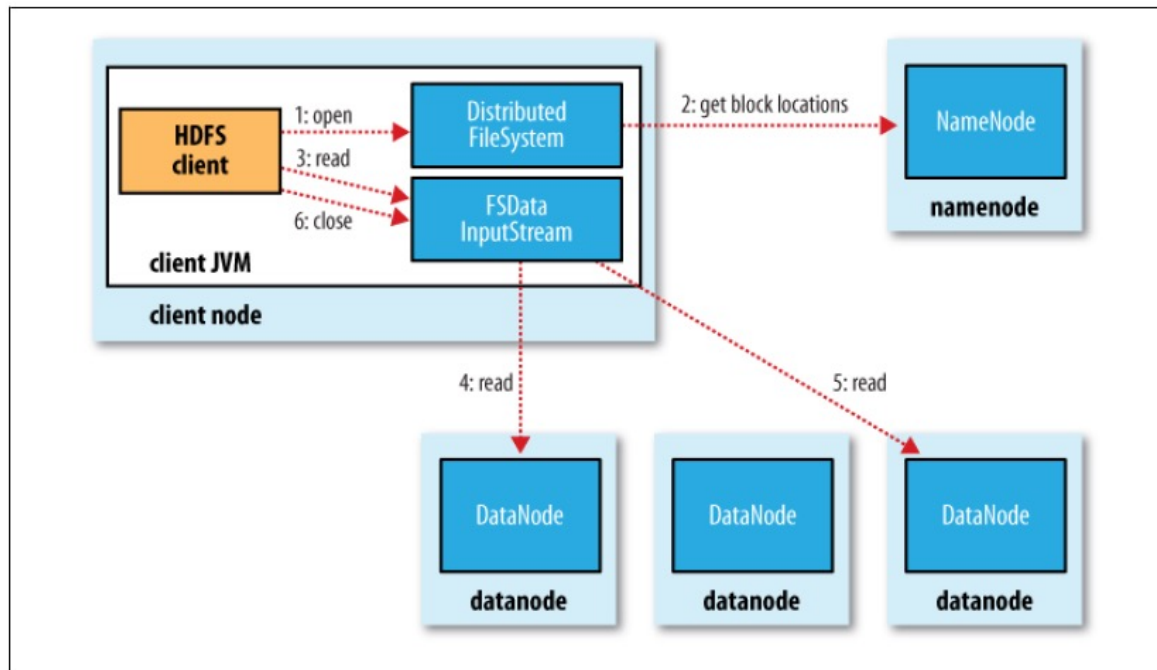 1: open
HDFS
client
3: read
6: close
Distributed
FileSystem
FSData
InputStream
client JVM
client node
2: get block locations
NameNode
namenode
4: read
5: read
DataNode
datanode
DataNode
datanode
DataNode
datanode